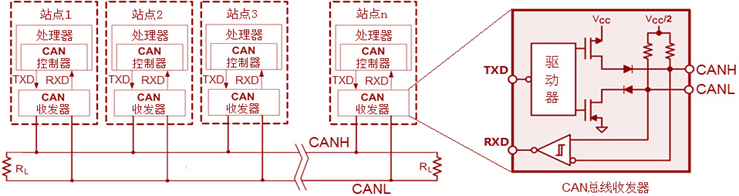 站点1
处理器
CAN
控制器
TXD
RXD
CAN
收发器
站点2
处理器
CAN
控制器
TXD
RXD
CAN
收发器
站点3
处理器
CAN
控制器
TXD
RXD
CAN
收发器
站点n
处理器
CAN
控制器
TXD
RXD
CAN
收发器
RL
CANH
CANL
RL
VCC
VCC/2
TXD
驱动器
CANH
CANL
RXD
CAN总线收发器